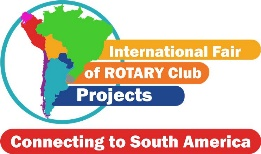 International Fair
of ROTARY Club
Projects
Connecting to South America